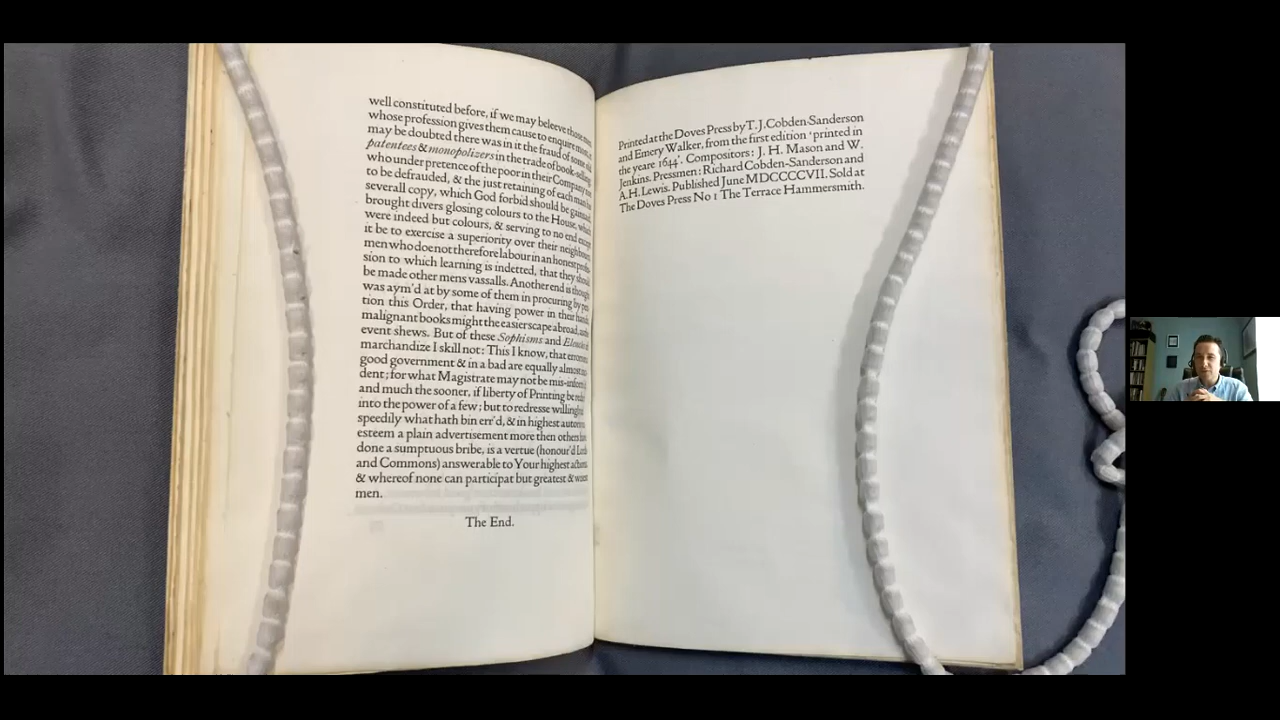 well constituted before, if we may beleeve those
whose profession gives them cause to enquire
may be doubted there was in it the fraud of some old
patentees & monopolizers in the trade of book-selling;
who under pretence of the poor in their Company not
to be defrauded, & the just retaining of each man his
severall copy, which God forbid should be gainsaid,
brought divers glosing colours to the House, which
were indeed but colours, & serving to no end except
it be to exercise a superiority over their neighbours,
men who doe not therefore labour in an honest profes-
sion to which learning is indetted, that they should
be made other mens vassalls. Another end is thought
was aym'd at by some of them in procuring by peti
tion this Order, that having power in their hands,
malignant books might the easier scape abroad, as the
event shews. But of these Sophisms and
marchandize I skill not: This I know, that errors in
good government & in a bad are equally almost
dent; for what Magistrate may not be mis-inform'd
and much the sooner, if liberty of Printing be
into the power of a few; but to redresse willingly and
speedily what hath bin err'd, & in highest
esteem a plain advertisement more then others have
done a sumptuous bribe, is a vertue (honour'd Lords
and Commons) answerable to Your highest actions,
& whereof none can participat but greatest & wisest
men.
The End.
Printed at the Doves Press by T. J. Cobden-Sanderson
and Emery Walker, from the first edition 'printed in
the yeare 1644'. Compositors: J. H. Mason and W.
Jenkins. Pressmen: Richard Cobden-Sanderson and
A.H. Lewis. Published June MDCCCCVII. Sold at
The Doves Press No 1 The Terrace Hammersmith.